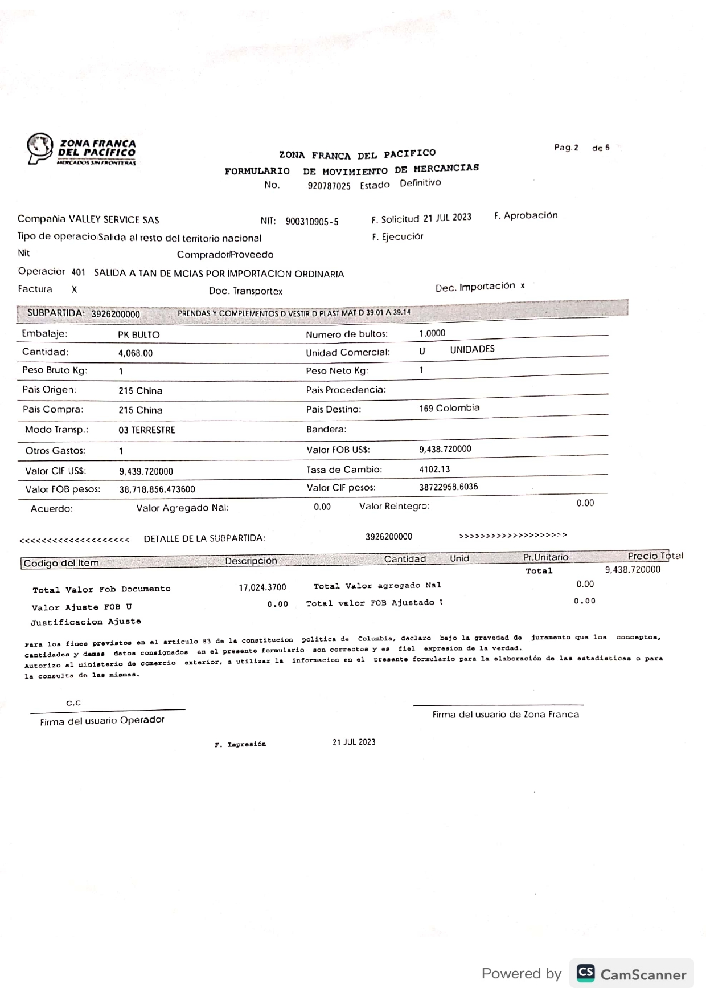 ZONA FRANCA
DEL PACIFICO
MERCADOS SIN FRONTERAS
Pag. 2 de 6
ZONA FRANCA DEL PACIFICO
FORMULARIO DE MOVIMIENTO DE MERCANCIAS
No. 920787025 Estado Definitivo
Compañia VALLEY SERVICE SAS NIT: 900310905-5 F. Solicitud 21 JUL 2023 F. Aprobación
Tipo de operacio Salida al resto del territorio nacional F. Ejecución
Nit Comprador/Proveedo
Operacior 401 SALIDA A TAN DE MCIAS POR IMPORTACION ORDINARIA
Factura X Doc. Transportex Dec. Importación x
SUBPARTIDA: 3926200000 PRENDAS Y COMPLEMENTOS D VESTIR D PLAST MAT D 39.01 A 39.14
Embalaje: PK BULTO Numero de bultos: 1.0000
Cantidad: 4,068.00 Unidad Comercial: U UNIDADES
Peso Bruto Kg: 1 Peso Neto Kg: 1
Pais Origen: 215 China Pais Procedencia:
Pais Compra: 215 China Pais Destino: 169 Colombia
Modo Transp.: 03 TERRESTRE Bandera:
Otros Gastos: 1 Valor FOB US$: 9,438.720000
Valor CIF US$: 9,439.720000 Tasa de Cambio: 4102.13
Valor FOB pesos: 38,718,856.473600 Valor CIF pesos: 38722958.6036
Acuerdo: Valor Agregado Nal: 0.00 Valor Reintegro: 0.00
<<<<<<<<<<<<<<<<<<<< DETALLE DE LA SUBPARTIDA: 3926200000 >>>>>>>>>>>>>>>>>>>>
Codigo del Item Descripción Cantidad Unid Pr.Unitario Precio Total
Total 9,438.720000
Total Valor Fob Documento 17,024.3700 Total Valor agregado Nal 0.00
Valor Ajuste FOB U 0.00 Total valor FOB Ajustado 0.00
Justificacion Ajuste
Para los fines previstos en el articulo 83 de la constitucion politica de Colombia, declaro bajo la gravedad de juramento que los conceptos,
cantidades y demas datos consignados en el presente formulario son correctos y es fiel expresion de la verdad.
Autorizo al ministerio de comercio exterior, a utilizar la informacion en el presente formulario para la elaboración de las estadisticas o para
la consulta de las mismas.
C.C
Firma del usuario Operador Firma del usuario de Zona Franca
F. Impresión 21 JUL 2023
Powered by CS CamScanner